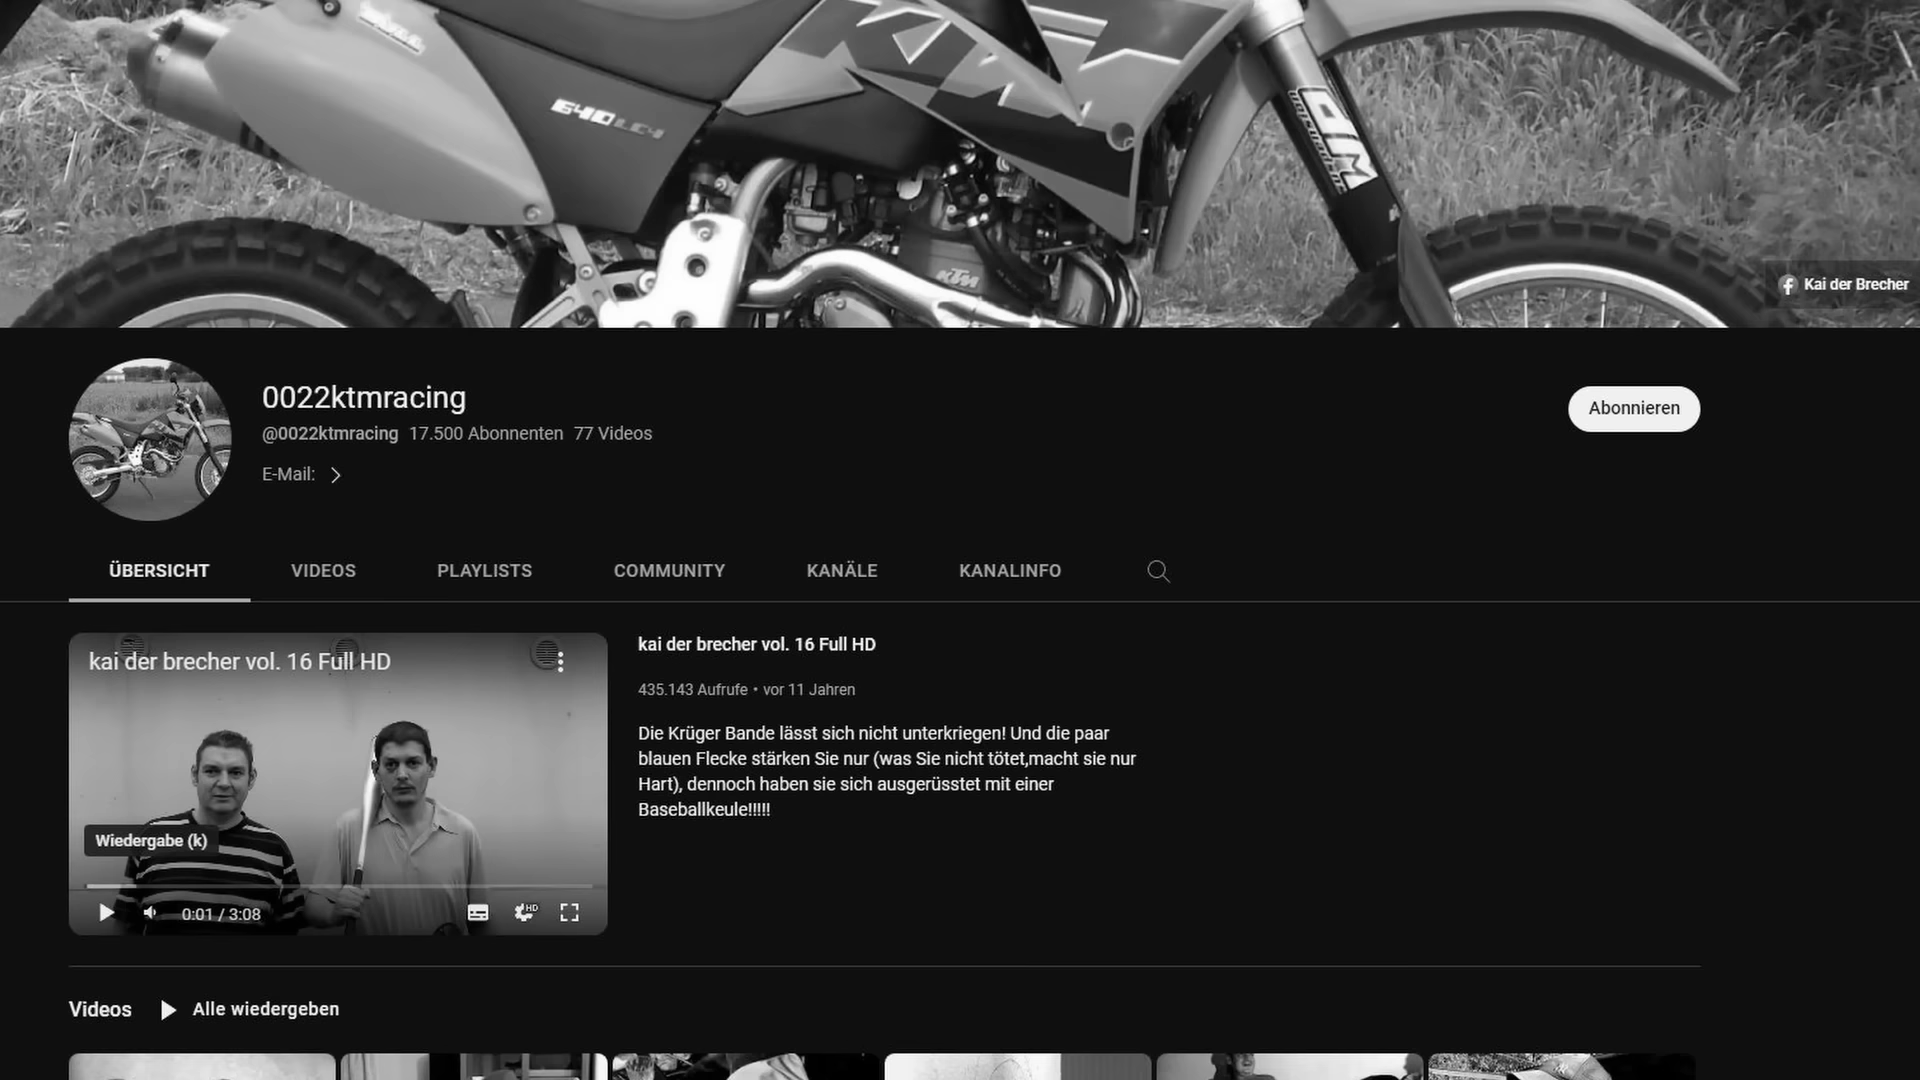 640 LC4
KTM
Kai der Brecher
0022ktmracing
@0022ktmracing 17.500 Abonnenten 77 Videos
E-Mail:
Abonnieren
ÜBERSICHT VIDEOS PLAYLISTS COMMUNITY KANÄLE KANALINFO
kai der brecher vol. 16 Full HD
Wiedergabe (k)
0:01 / 3:08
HD
kai der brecher vol. 16 Full HD
435.143 Aufrufe • vor 11 Jahren
Die Krüger Bande lässt sich nicht unterkriegen! Und die paar
blauen Flecke stärken Sie nur (was Sie nicht tötet,macht sie nur
Hart), dennoch haben sie sich ausgerüsstet mit einer
Baseballkeule!!!!!
Videos Alle wiedergeben